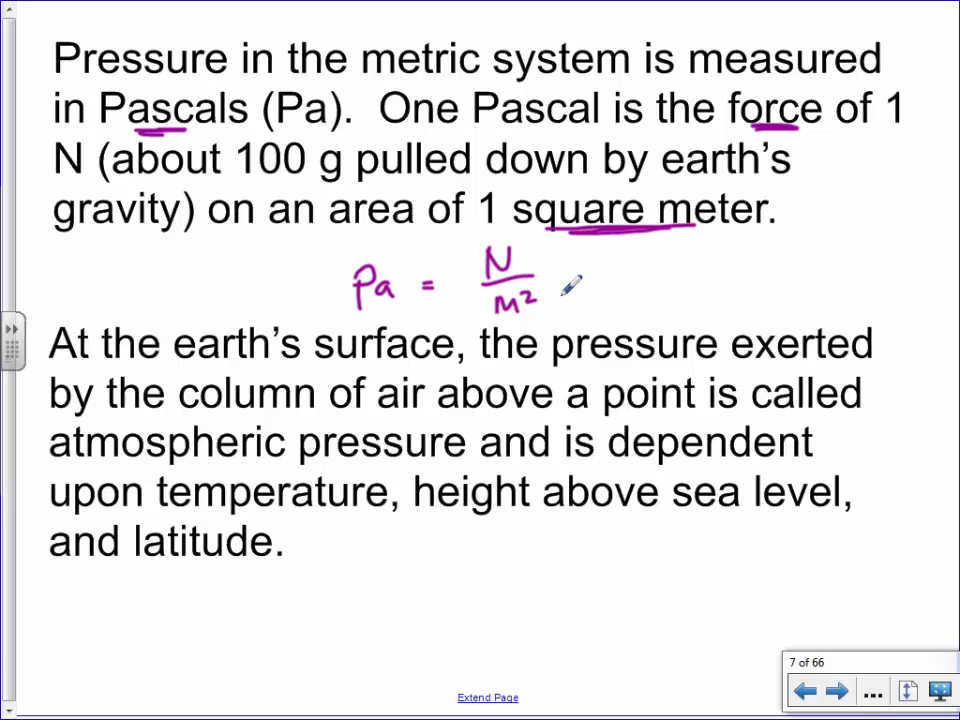 Pressure in the metric system is measured
in Pascals (Pa).  One Pascal is the force of 1
N (about 100 g pulled down by earth's
gravity) on an area of 1 square meter.
Pa = N/m²
At the earth's surface, the pressure exerted
by the column of air above a point is called
atmospheric pressure and is dependent
upon temperature, height above sea level,
and latitude.
7 of 66
...
Extend Page